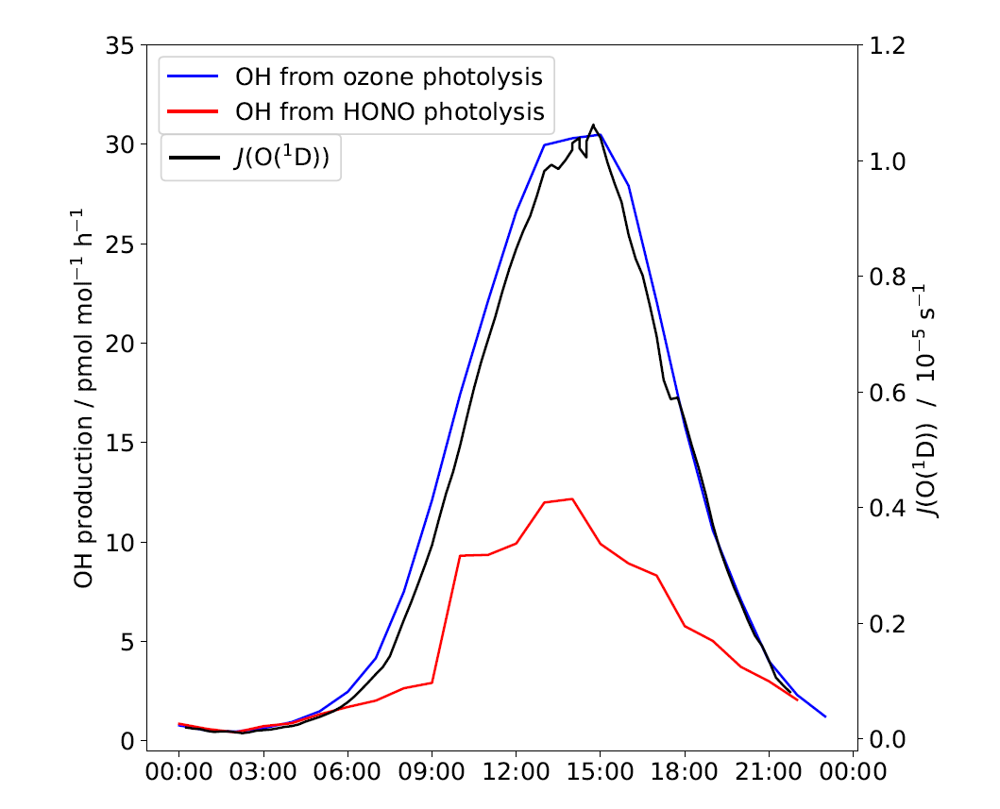 OH from ozone photolysis
OH from HONO photolysis
J(O(¹D))
OH production / pmol mol⁻¹ h⁻¹
35
30
25
20
15
10
5
0
1.2
1.0
0.8
0.6
0.4
0.2
0.0
J(O(¹D)) / 10⁻⁵ s⁻¹
00:00 03:00 06:00 09:00 12:00 15:00 18:00 21:00 00:00